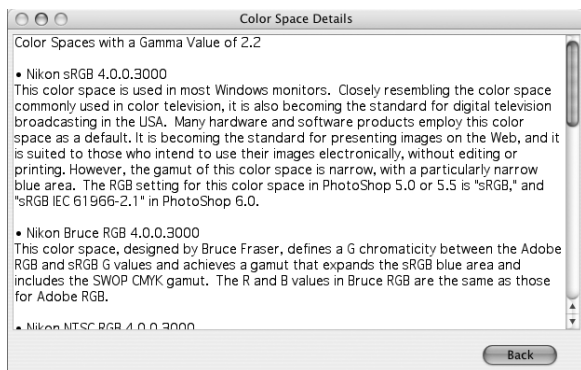 Color Space Details
Color Spaces with a Gamma Value of 2.2
• Nikon sRGB 4.0.0.3000
This color space is used in most Windows monitors.  Closely resembling the color space
commonly used in color television, it is also becoming the standard for digital television
broadcasting in the USA.  Many hardware and software products employ this color
space as a default. It is becoming the standard for presenting images on the Web, and it
is suited to those who intend to use their images electronically, without editing or
printing. However, the gamut of this color space is narrow, with a particularly narrow
blue area.  The RGB setting for this color space in PhotoShop 5.0 or 5.5 is "sRGB," and
"sRGB IEC 61966-2.1" in PhotoShop 6.0.
• Nikon Bruce RGB 4.0.0.3000
This color space, designed by Bruce Fraser, defines a G chromaticity between the Adobe
RGB and sRGB G values and achieves a gamut that expands the sRGB blue area and
includes the SWOP CMYK gamut.  The R and B values in Bruce RGB are the same as those
for Adobe RGB.
• Nikon NTSC RGB 4.0.0.3000
Back